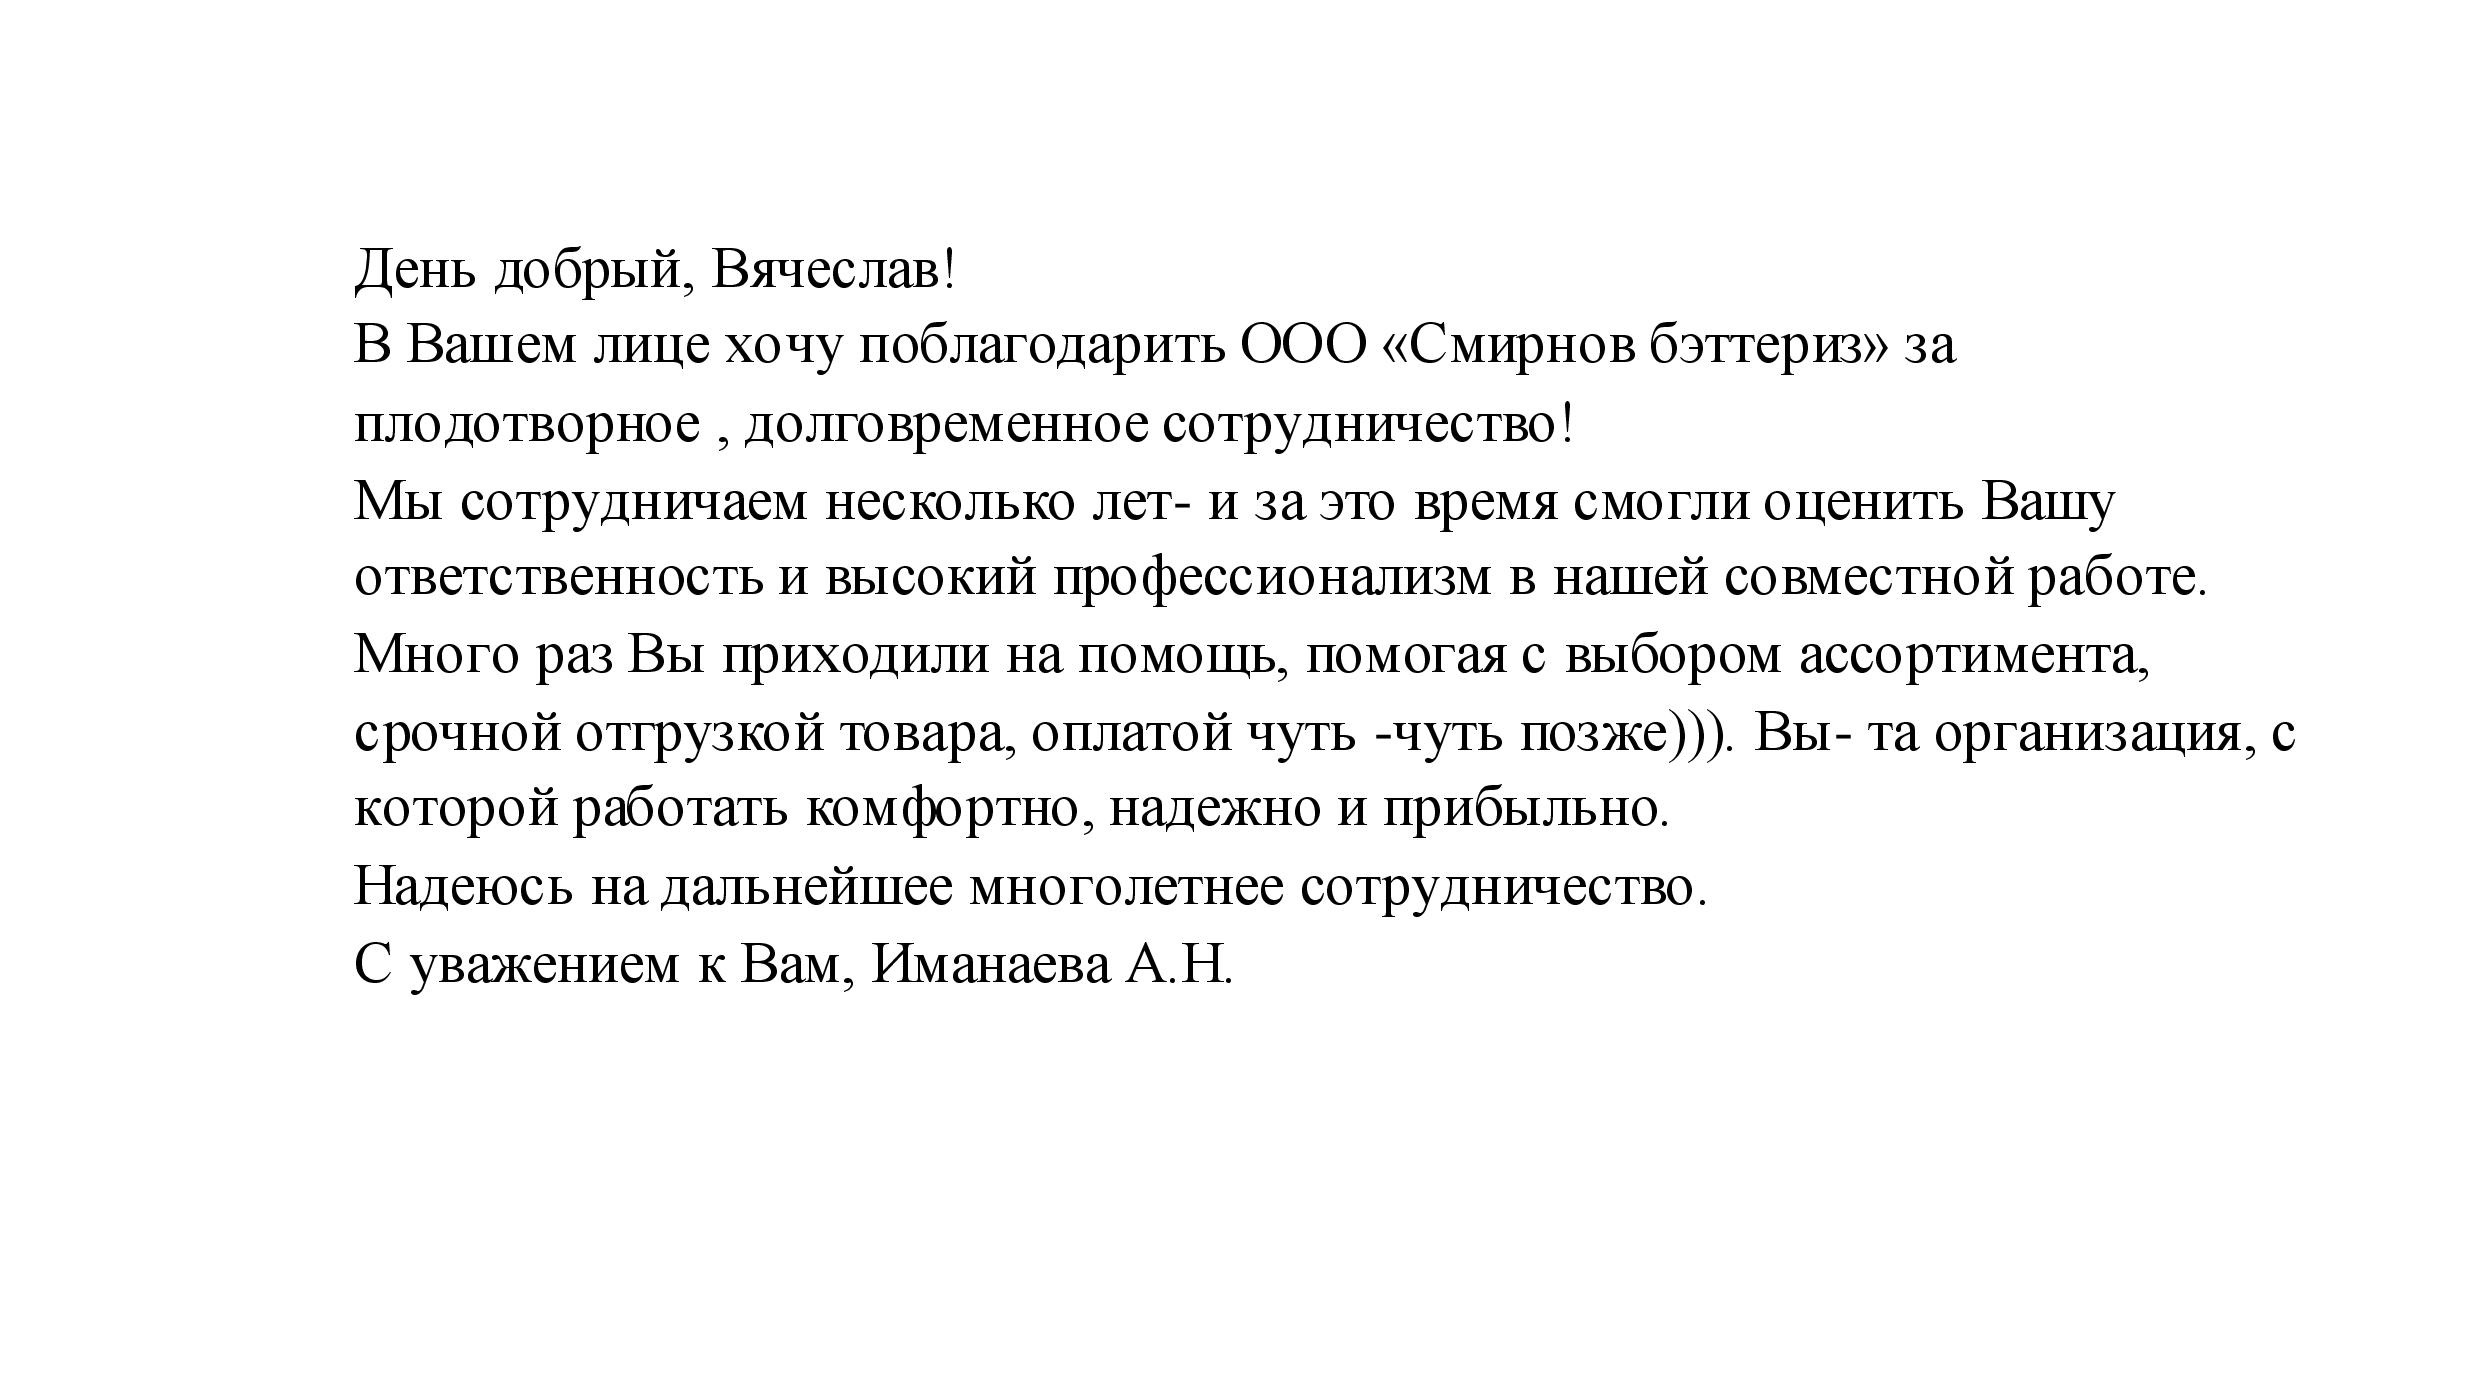 День добрый, Вячеслав!
В Вашем лице хочу поблагодарить ООО «Смирнов бэттериз» за
плодотворное , долговременное сотрудничество!
Мы сотрудничаем несколько лет- и за это время смогли оценить Вашу
ответственность и высокий профессионализм в нашей совместной работе.
Много раз Вы приходили на помощь, помогая с выбором ассортимента,
срочной отгрузкой товара, оплатой чуть -чуть позже))). Вы- та организация, с
которой работать комфортно, надежно и прибыльно.
Надеюсь на дальнейшее многолетнее сотрудничество.
С уважением к Вам, Иманаева А.Н.